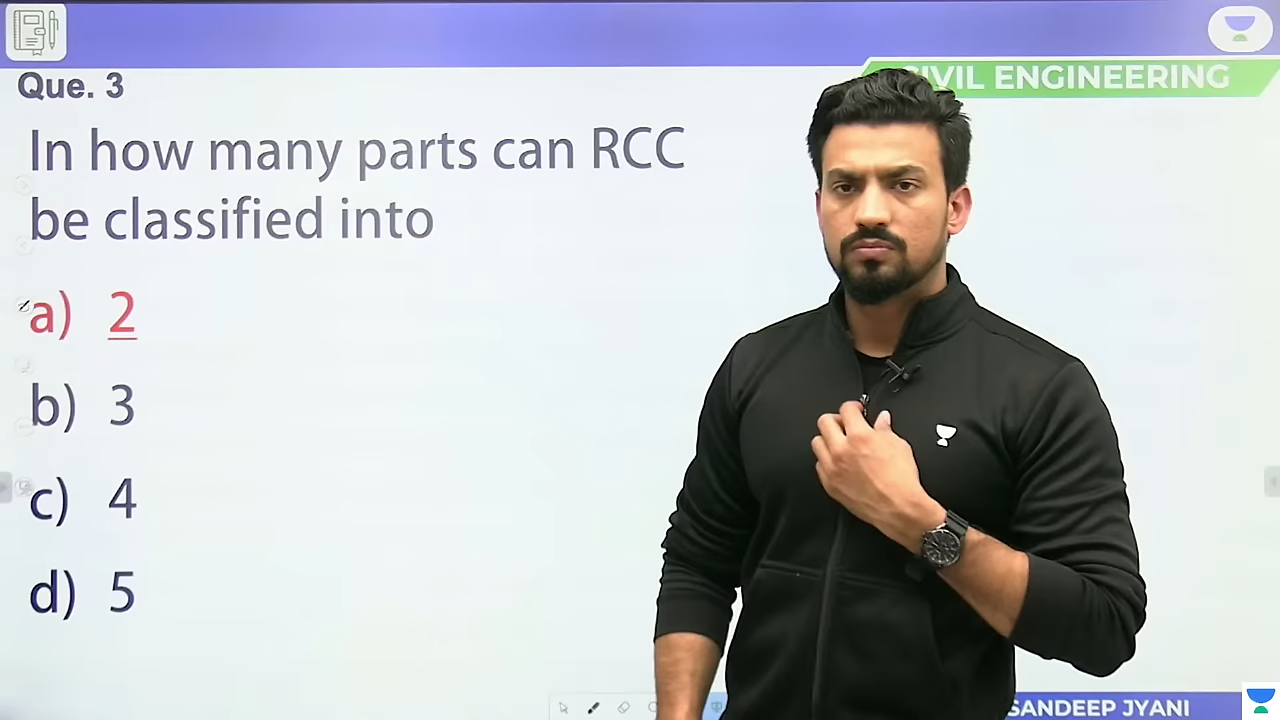 Que. 3
CIVIL ENGINEERING
In how many parts can RCC
be classified into
a) 2
b) 3
c) 4
d) 5
SANDEEP JYANI